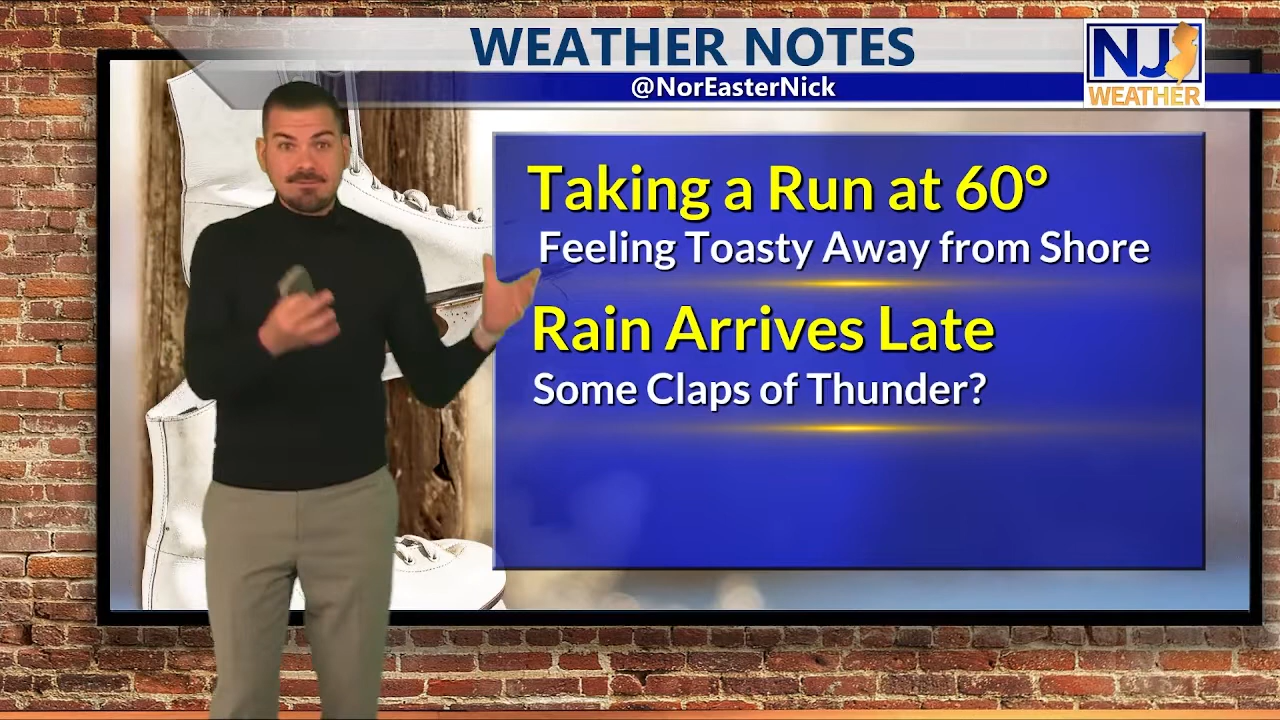 WEATHER NOTES
@NorEasterNick
NJ
WEATHER
Taking a Run at 60°
Feeling Toasty Away from Shore
Rain Arrives Late
Some Claps of Thunder?